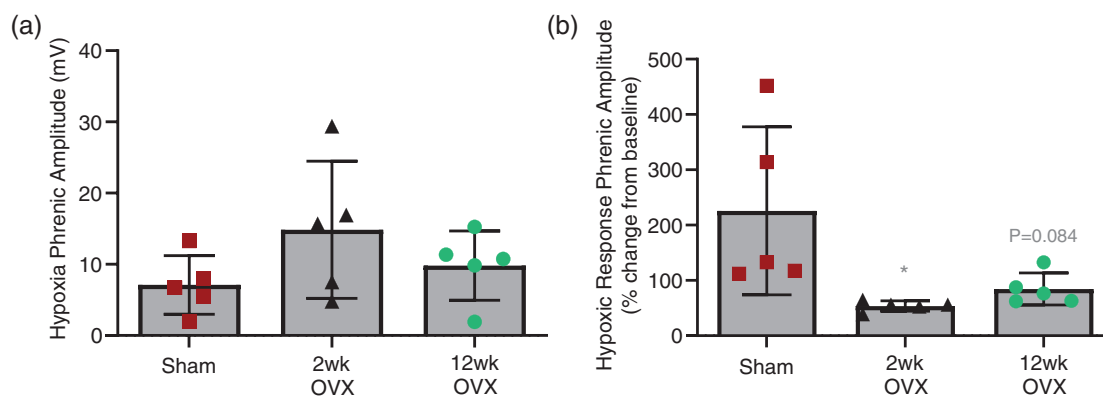 (a)
Hypoxia Phrenic Amplitude (mV)
40
30
20
10
0
Sham
2wk
OVX
12wk
OVX
(b)
Hypoxic Response Phrenic Amplitude
(% change from baseline)
500
400
300
200
100
0
*
P=0.084
Sham
2wk
OVX
12wk
OVX